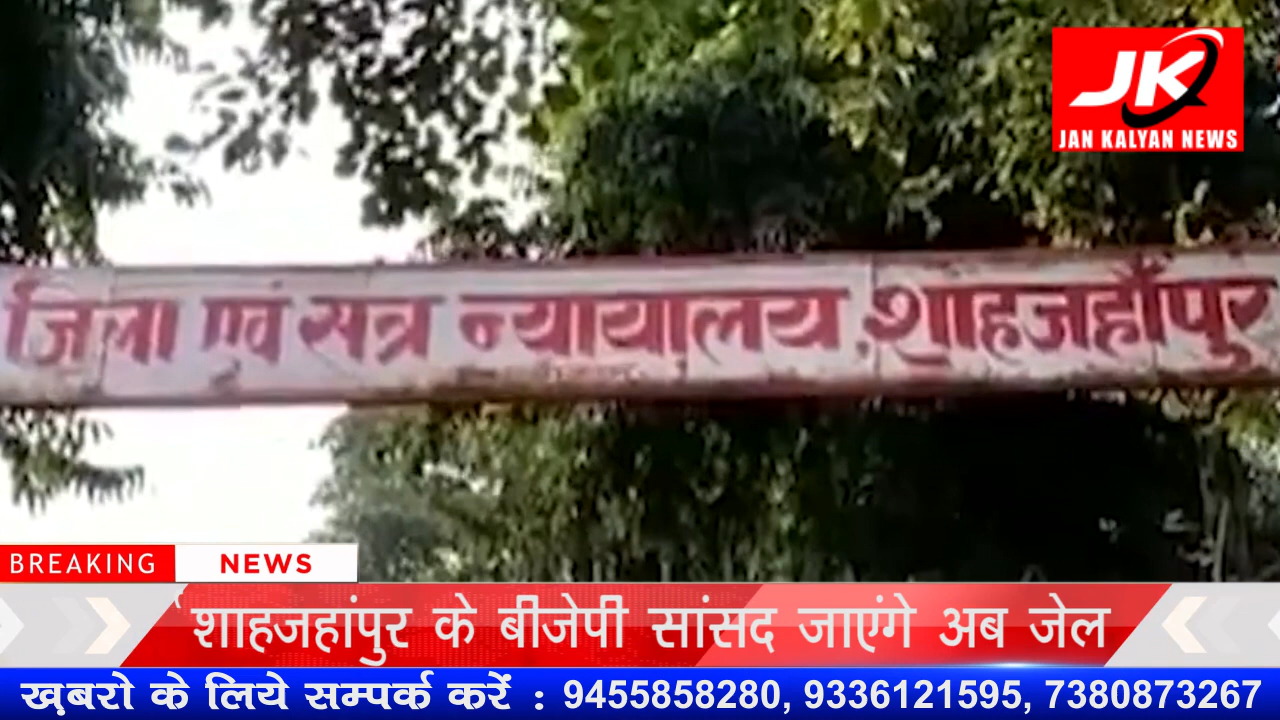 JK
JAN KALYAN NEWS
जिला एवं सत्र न्यायालय, शाहजहाँपुर
BREAKING NEWS
शाहजहांपुर के बीजेपी सांसद जाएंगे अब जेल
ख़बरो के लिये सम्पर्क करें : 9455858280, 9336121595, 7380873267